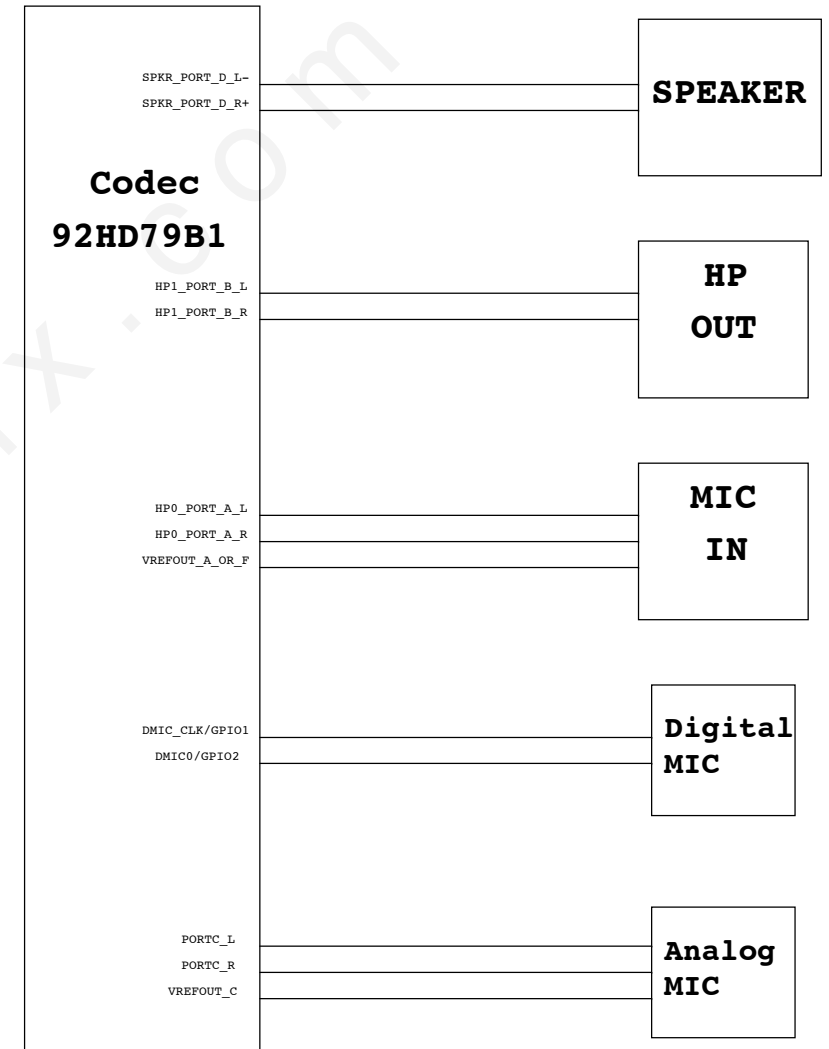 SPKR_PORT_D_L-
SPKR_PORT_D_R+
SPEAKER
Codec
92HD79B1
HP1_PORT_B_L
HP1_PORT_B_R
HP
OUT
HP0_PORT_A_L
HP0_PORT_A_R
VREFOUT_A_OR_F
MIC
IN
DMIC_CLK/GPIO1
DMIC0/GPIO2
Digital
MIC
PORTC_L
PORTC_R
VREFOUT_C
Analog
MIC
x.com